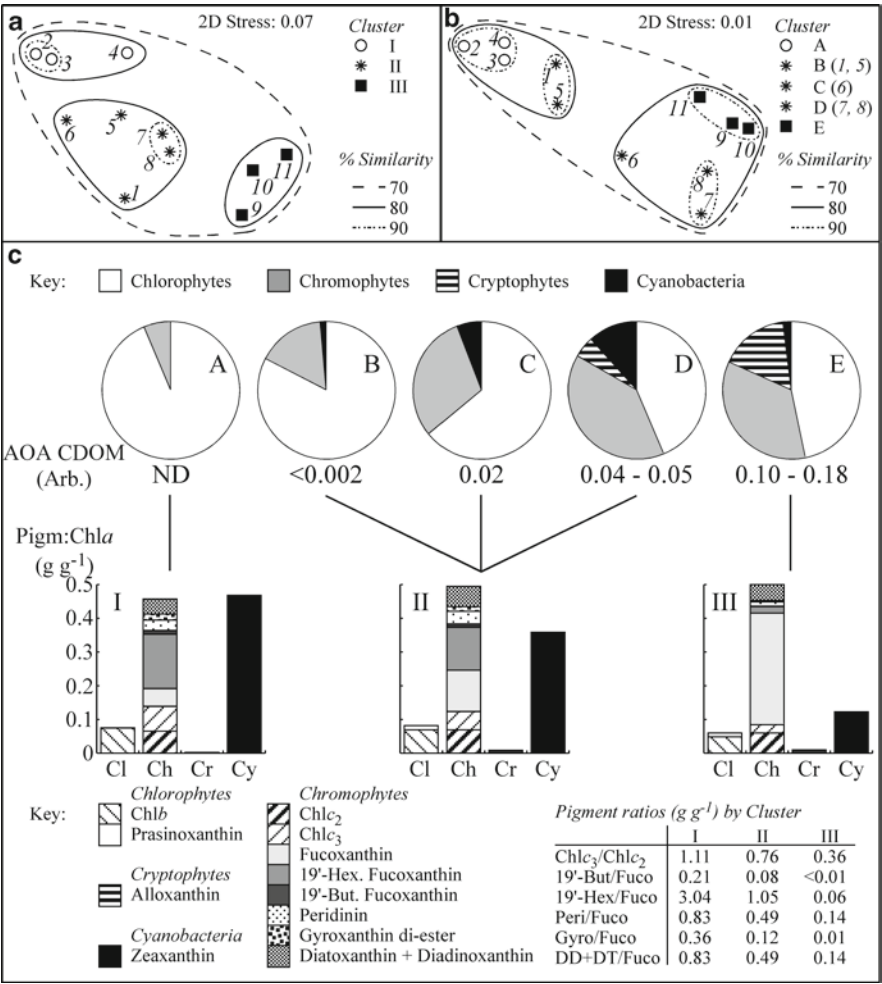 a
2D Stress: 0.07
Cluster
I
II
III
% Similarity
70
80
90
2
3
4
6
5
7
8
1
11
10
9
b
2D Stress: 0.01
Cluster
A
B (1, 5)
C (6)
D (7, 8)
E
% Similarity
70
80
90
2
4
3
1
5
11
9
10
6
8
7
c
Key: Chlorophytes Chromophytes Cryptophytes Cyanobacteria
A B C D E
AOA CDOM
(Arb.)
ND <0.002 0.02 0.04 - 0.05 0.10 - 0.18
Pigm:Chla
(g g⁻¹)
0.5
0.4
0.3
0.2
0.1
0
I II III
Cl Ch Cr Cy
Cl Ch Cr Cy
Cl Ch Cr Cy
Key:
Chlorophytes
Chlb
Prasinoxanthin
Cryptophytes
Alloxanthin
Cyanobacteria
Zeaxanthin
Chromophytes
Chlc₂
Chlc₃
Fucoxanthin
19'-Hex. Fucoxanthin
19'-But. Fucoxanthin
Peridinin
Gyroxanthin di-ester
Diatoxanthin + Diadinoxanthin
Pigment ratios (g g⁻¹) by Cluster
I II III
Chlc₃/Chlc₂ 1.11 0.76 0.36
19'-But/Fuco 0.21 0.08 <0.01
19'-Hex/Fuco 3.04 1.05 0.06
Peri/Fuco 0.83 0.49 0.14
Gyro/Fuco 0.36 0.12 0.01
DD+DT/Fuco 0.83 0.49 0.14